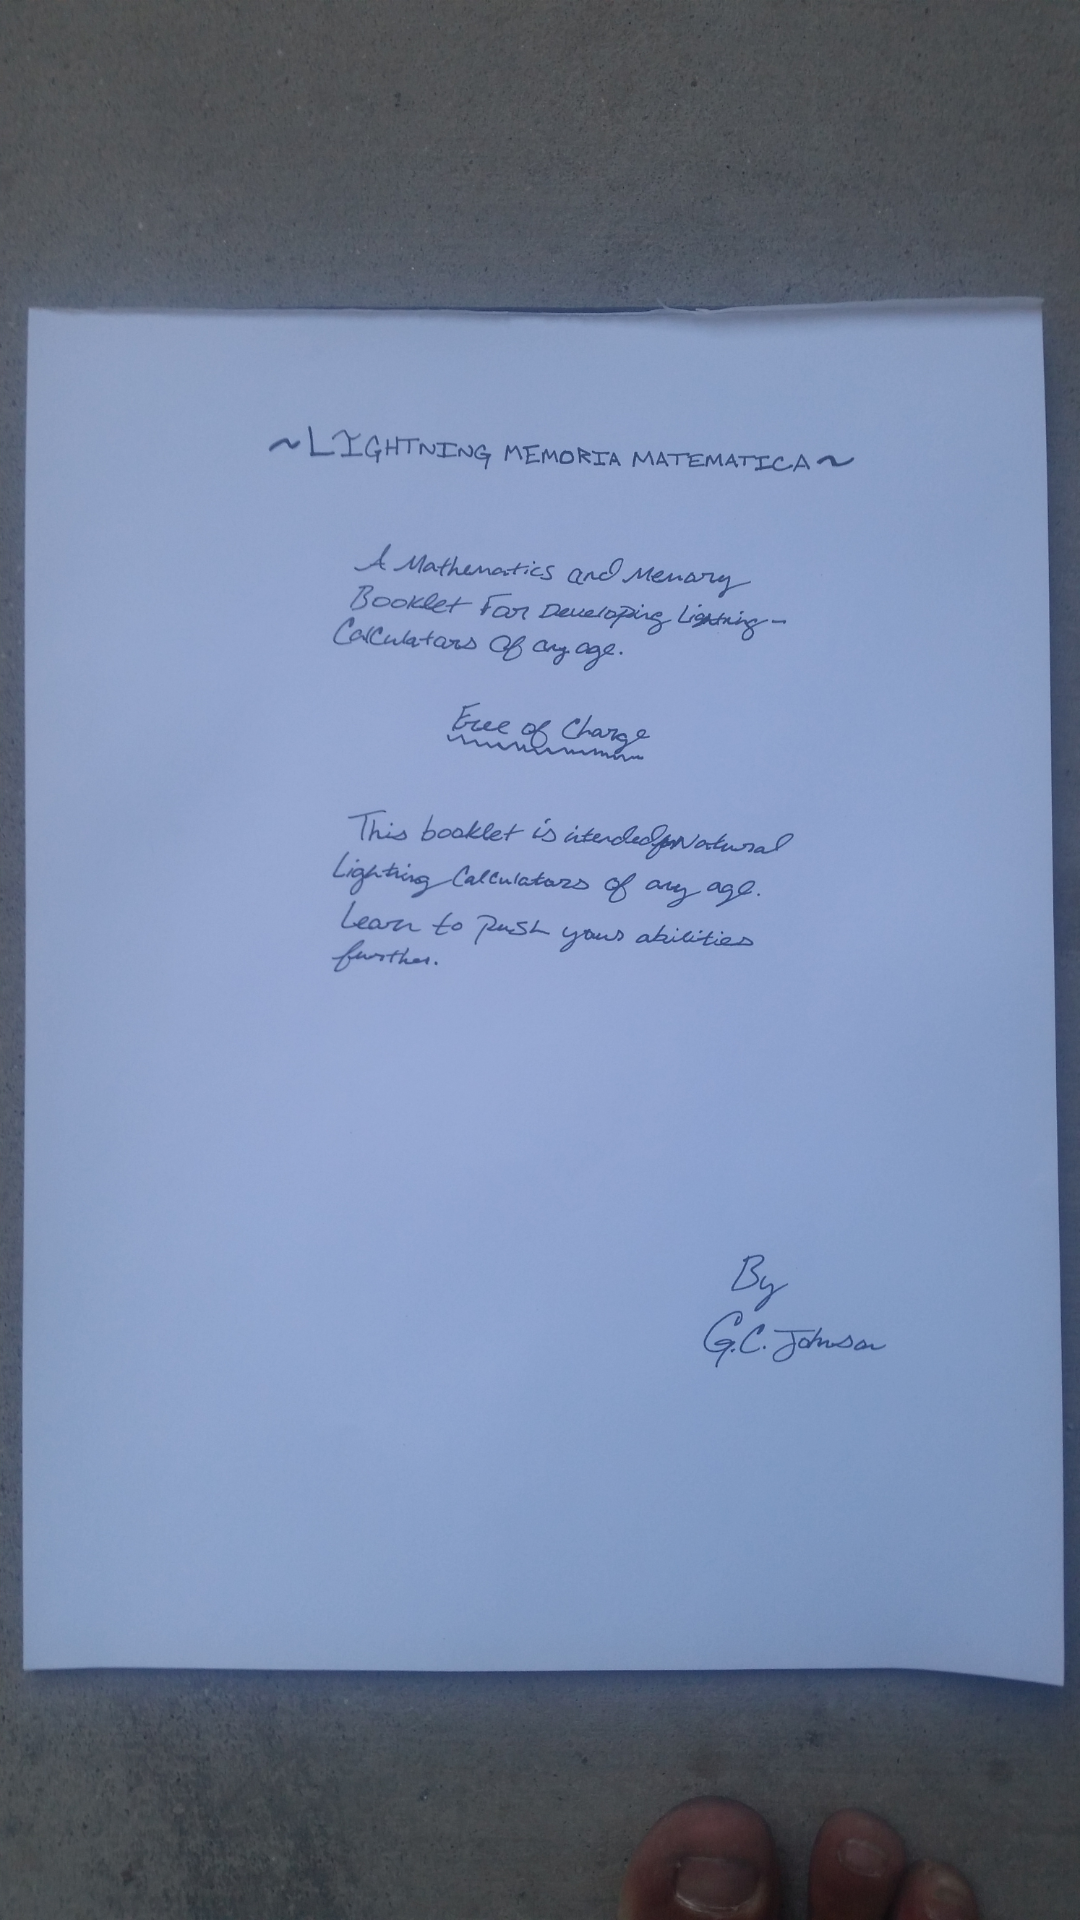 ~LIGHTNING MEMORIA MATEMATICA~
A Mathematics and Memory
Booklet For Developing Lightning-
Calculators Of any age.
Free of Charge
This booklet is intended for Natural
Lighting Calculators of any age.
Learn to push your abilities
further.
By
G.C. Johnson